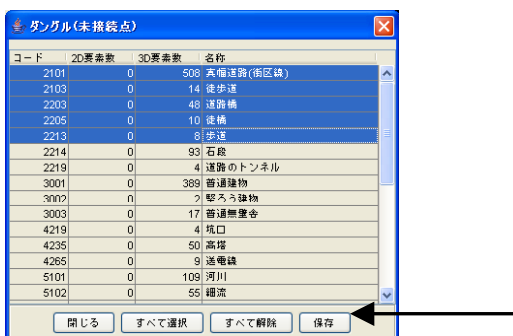 ダングル(未接続点)
コード 2D要素数 3D要素数 名称
2101 0 508 真幅道路(街区線)
2103 0 14 徒歩道
2203 0 48 道路橋
2205 0 10 徒橋
2213 0 8 歩道
2214 0 93 石段
2219 0 4 道路のトンネル
3001 0 389 普通建物
3002 0 2 堅ろう建物
3003 0 17 普通無壁舎
4219 0 4 坑口
4235 0 50 高塔
4265 0 9 送電線
5101 0 109 河川
5102 0 55 細流
閉じる すべて選択 すべて解除 保存